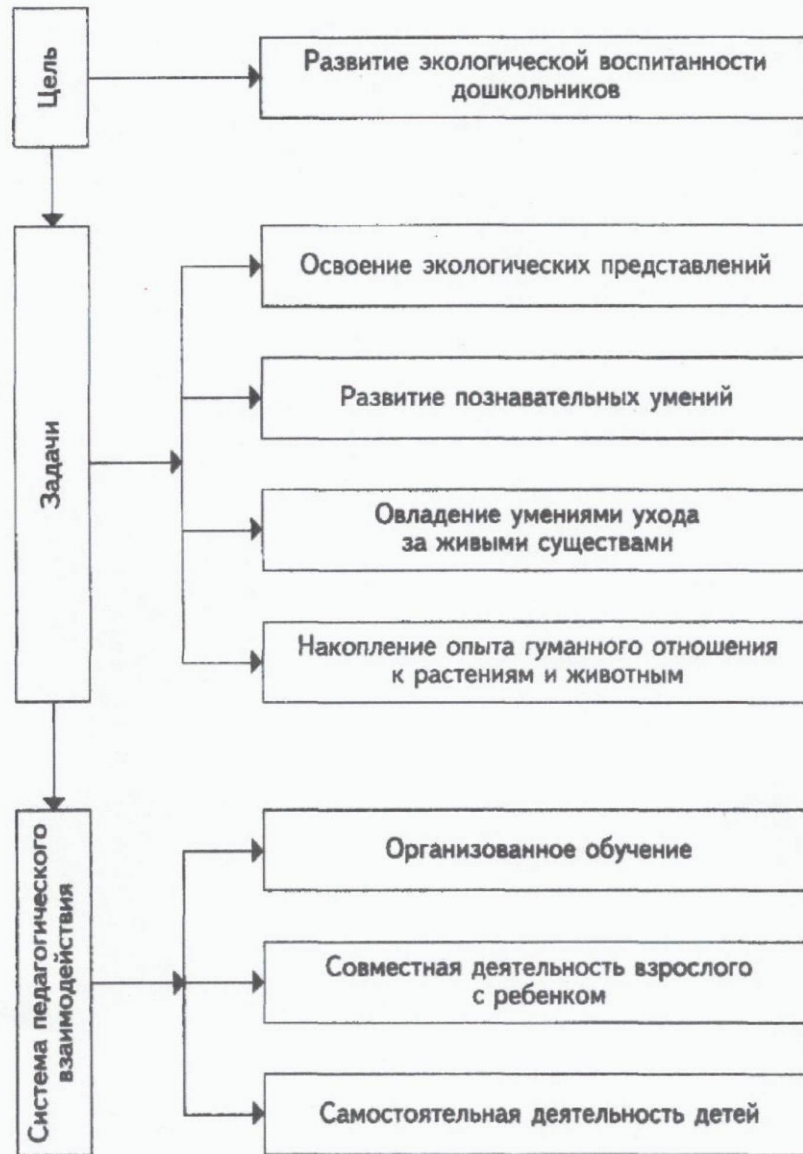 Цель
Развитие экологической воспитанности
дошкольников
Задачи
Освоение экологических представлений
Развитие познавательных умений
Овладение умениями ухода
за живыми существами
Накопление опыта гуманного отношения
к растениям и животным
Система педагогического
взаимодействия
Организованное обучение
Совместная деятельность взрослого
с ребенком
Самостоятельная деятельность детей